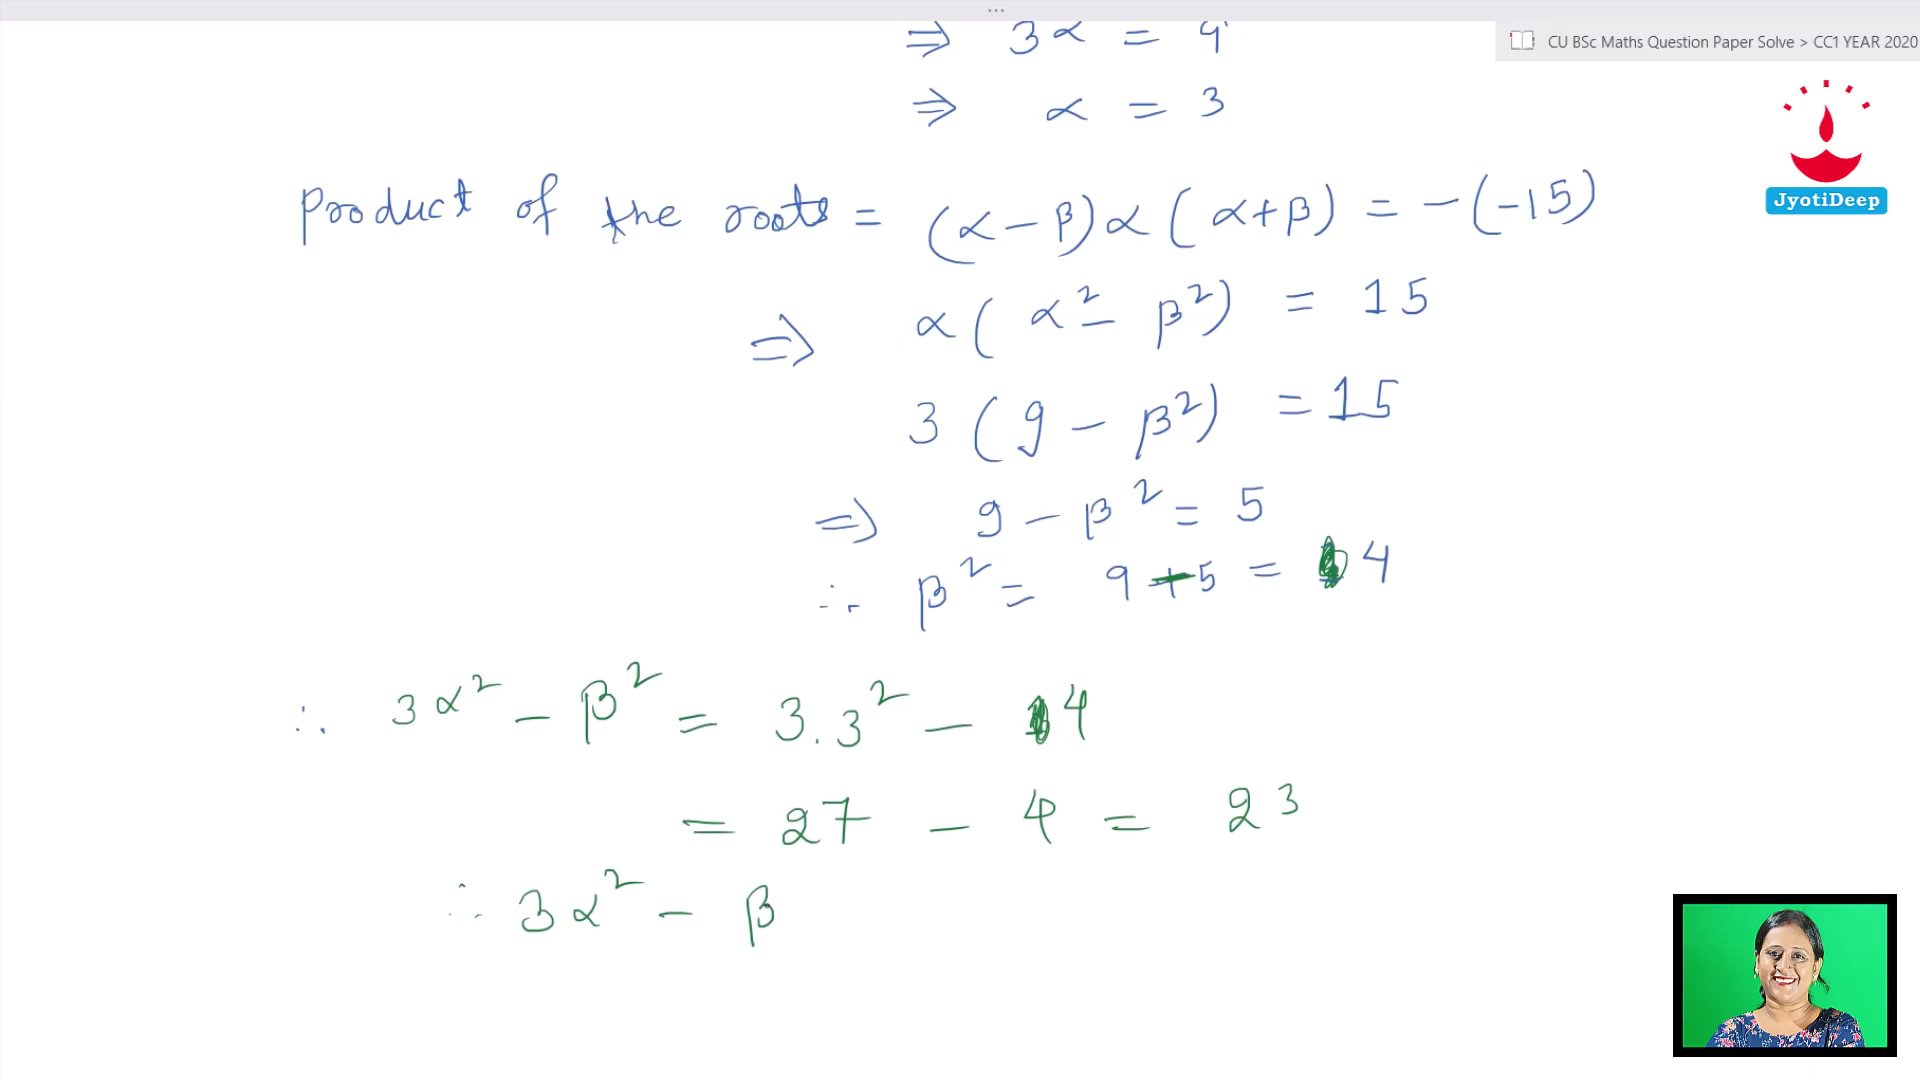 ...
⇒ 3α = 9
CU BSc Maths Question Paper Solve > CC1 YEAR 2020
⇒ α = 3
JyotiDeep
Product of the roots = (α − β) α (α + β) = − (−15)
⇒ α ( α² − β²) = 15
3 ( 9 − β²) = 15
⇒ 9 − β² = 5
∴ β² = 9 − 5 = 4
∴ 3α² − β² = 3.3² − 4
= 27 − 4 = 23
∴ 3α² − β